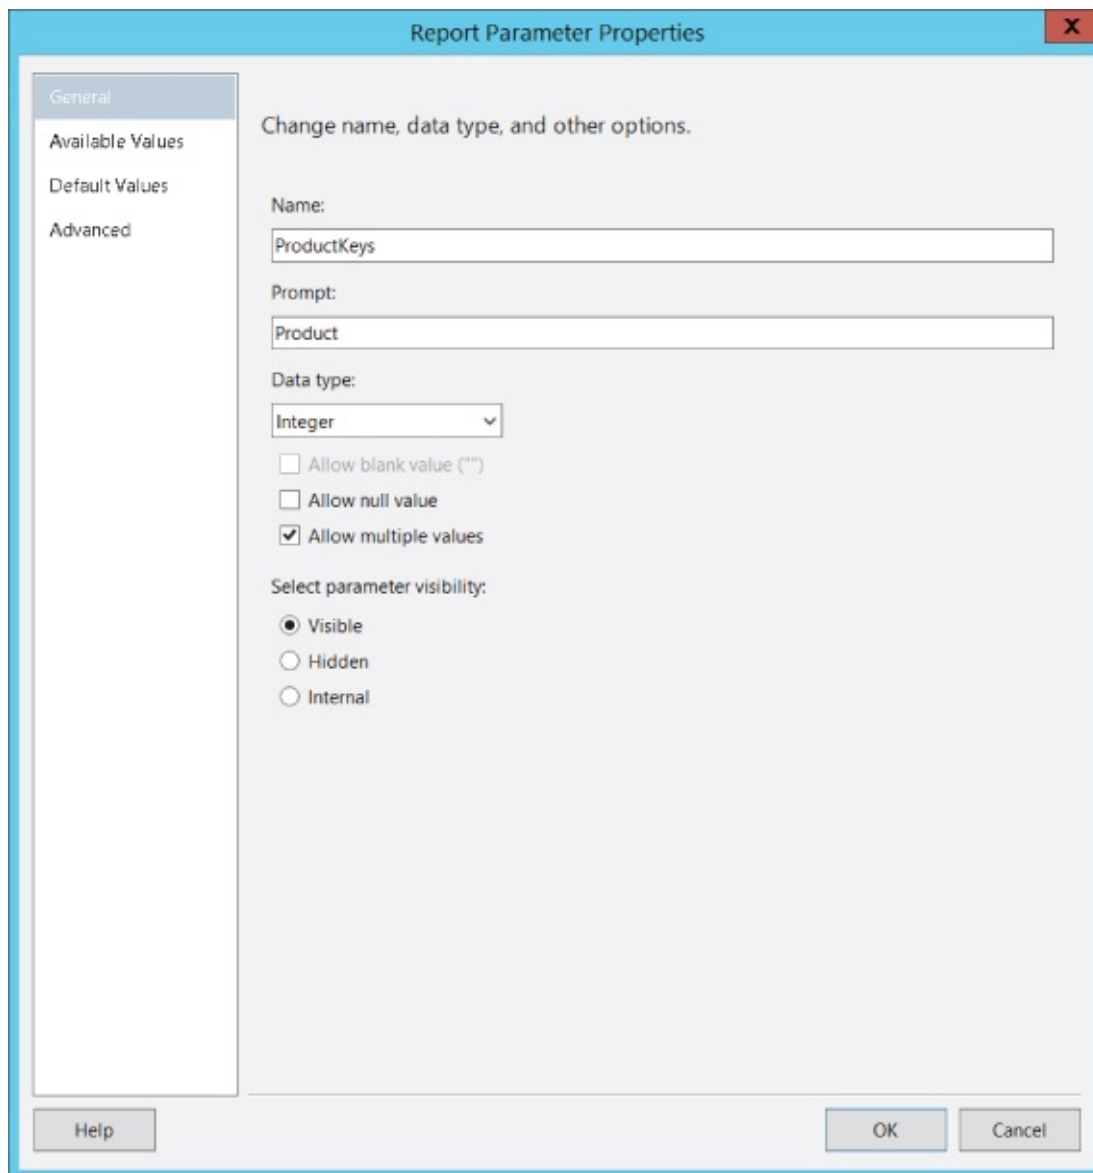 Report Parameter Properties
X
General
Available Values
Default Values
Advanced
Change name, data type, and other options.
Name:
ProductKeys
Prompt:
Product
Data type:
Integer
Allow blank value ("")
Allow null value
Allow multiple values
Select parameter visibility:
Visible
Hidden
Internal
Help
OK
Cancel